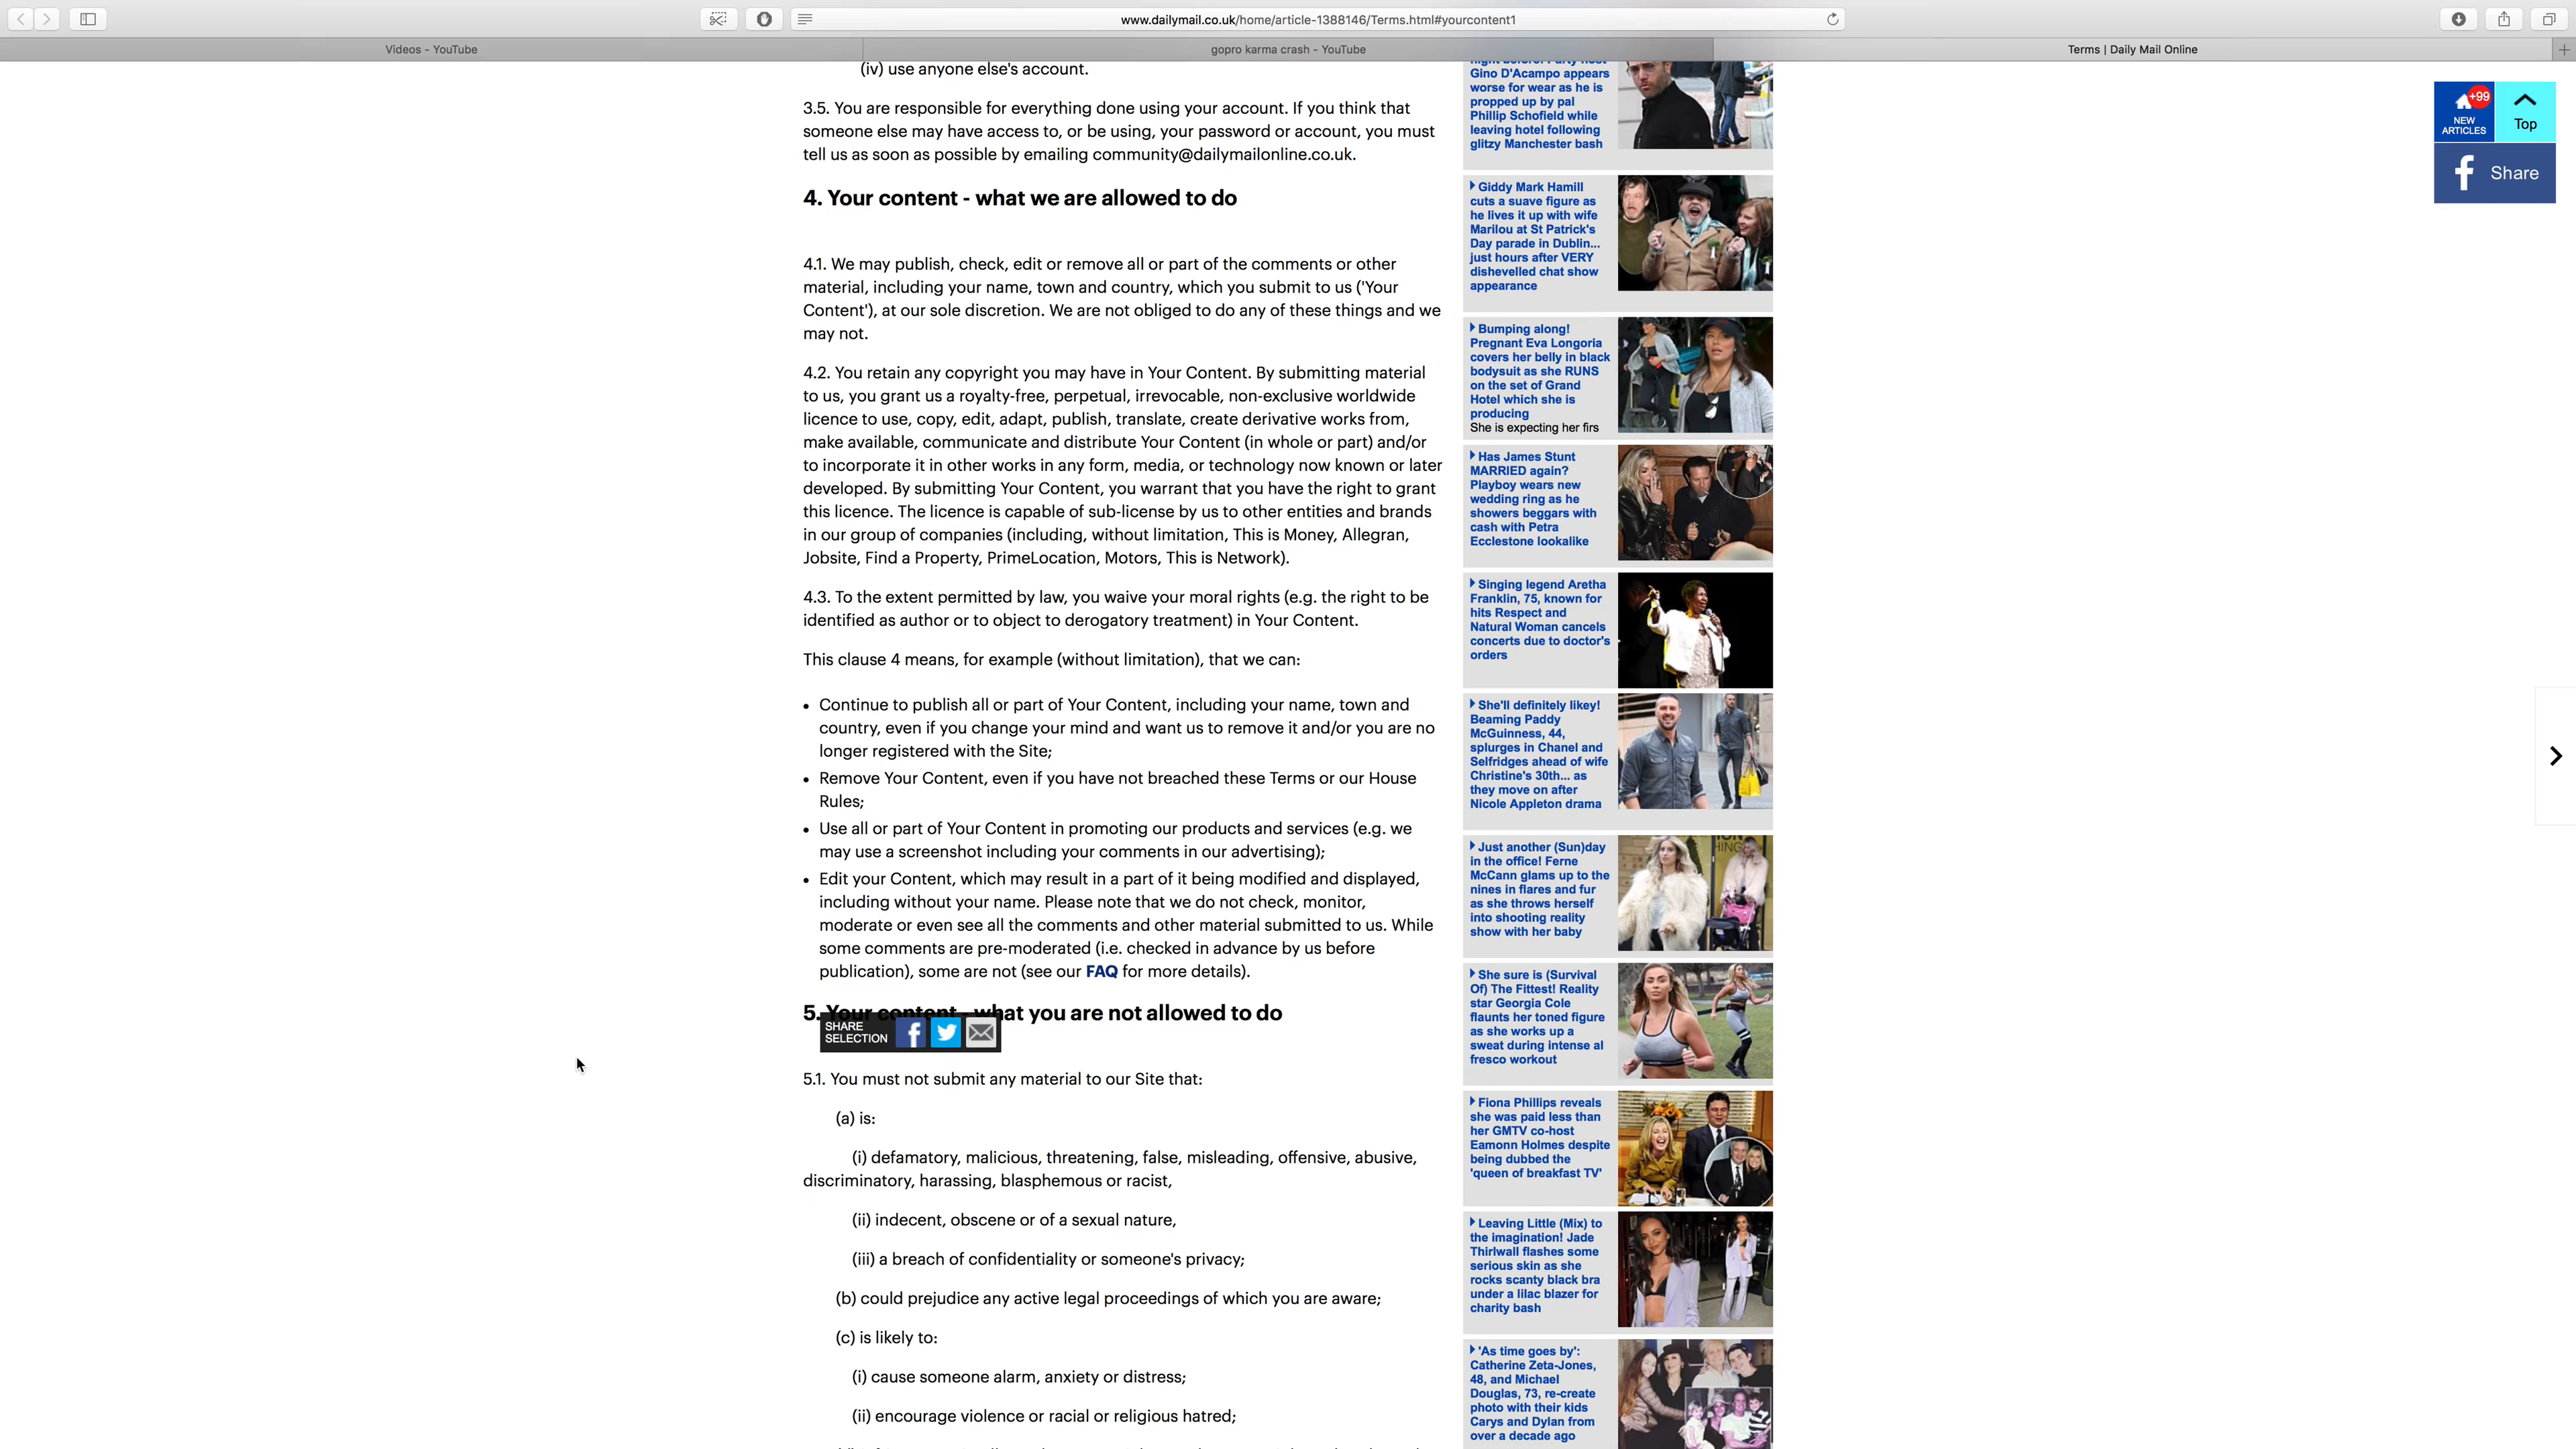 www.dailymail.co.uk/home/article-1388146/Terms.html#yourcontent1
Videos - YouTube
gopro karma crash - YouTube
Terms | Daily Mail Online
(iv) use anyone else's account.
3.5. You are responsible for everything done using your account. If you think that
someone else may have access to, or be using, your password or account, you must
tell us as soon as possible by emailing community@dailymailonline.co.uk.
4. Your content - what we are allowed to do
4.1. We may publish, check, edit or remove all or part of the comments or other
material, including your name, town and country, which you submit to us ('Your
Content'), at our sole discretion. We are not obliged to do any of these things and we
may not.
4.2. You retain any copyright you may have in Your Content. By submitting material
to us, you grant us a royalty-free, perpetual, irrevocable, non-exclusive worldwide
licence to use, copy, edit, adapt, publish, translate, create derivative works from,
make available, communicate and distribute Your Content (in whole or part) and/or
to incorporate it in other works in any form, media, or technology now known or later
developed. By submitting Your Content, you warrant that you have the right to grant
this licence. The licence is capable of sub-license by us to other entities and brands
in our group of companies (including, without limitation, This is Money, Allegran,
Jobsite, Find a Property, PrimeLocation, Motors, This is Network).
4.3. To the extent permitted by law, you waive your moral rights (e.g. the right to be
identified as author or to object to derogatory treatment) in Your Content.
This clause 4 means, for example (without limitation), that we can:
• Continue to publish all or part of Your Content, including your name, town and
country, even if you change your mind and want us to remove it and/or you are no
longer registered with the Site;
• Remove Your Content, even if you have not breached these Terms or our House
Rules;
• Use all or part of Your Content in promoting our products and services (e.g. we
may use a screenshot including your comments in our advertising);
• Edit your Content, which may result in a part of it being modified and displayed,
including without your name. Please note that we do not check, monitor,
moderate or even see all the comments and other material submitted to us. While
some comments are pre-moderated (i.e. checked in advance by us before
publication), some are not (see our FAQ for more details).
5. Your content - what you are not allowed to do
SHARE
SELECTION
5.1. You must not submit any material to our Site that:
(a) is:
(i) defamatory, malicious, threatening, false, misleading, offensive, abusive,
discriminatory, harassing, blasphemous or racist,
(ii) indecent, obscene or of a sexual nature,
(iii) a breach of confidentiality or someone's privacy;
(b) could prejudice any active legal proceedings of which you are aware;
(c) is likely to:
(i) cause someone alarm, anxiety or distress;
(ii) encourage violence or racial or religious hatred;
Gino D'Acampo appears
worse for wear as he is
propped up by pal
Phillip Schofield while
leaving hotel following
glitzy Manchester bash
Giddy Mark Hamill
cuts a suave figure as
he lives it up with wife
Marilou at St Patrick's
Day parade in Dublin...
just hours after VERY
dishevelled chat show
appearance
Bumping along!
Pregnant Eva Longoria
covers her belly in black
bodysuit as she RUNS
on the set of Grand
Hotel which she is
producing
She is expecting her firs
Has James Stunt
MARRIED again?
Playboy wears new
wedding ring as he
showers beggars with
cash with Petra
Ecclestone lookalike
Singing legend Aretha
Franklin, 75, known for
hits Respect and
Natural Woman cancels
concerts due to doctor's
orders
She'll definitely likey!
Beaming Paddy
McGuinness, 44,
splurges in Chanel and
Selfridges ahead of wife
Christine's 30th... as
they move on after
Nicole Appleton drama
Just another (Sun)day
in the office! Ferne
McCann glams up to the
nines in flares and fur
as she throws herself
into shooting reality
show with her baby
She sure is (Survival
Of) The Fittest! Reality
star Georgia Cole
flaunts her toned figure
as she works up a
sweat during intense al
fresco workout
Fiona Phillips reveals
she was paid less than
her GMTV co-host
Eamonn Holmes despite
being dubbed the
'queen of breakfast TV'
Leaving Little (Mix) to
the imagination! Jade
Thirlwall flashes some
serious skin as she
rocks scanty black bra
under a lilac blazer for
charity bash
'As time goes by':
Catherine Zeta-Jones,
48, and Michael
Douglas, 73, re-create
photo with their kids
Carys and Dylan from
over a decade ago
+99
NEW
ARTICLES
Top
Share